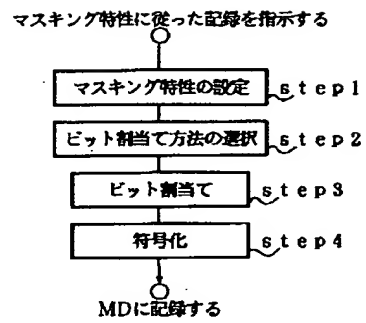 マスキング特性に従った記録を指示する
マスキング特性の設定 step1
ビット割当て方法の選択 step2
ビット割当て step3
符号化 step4
MDに記録する